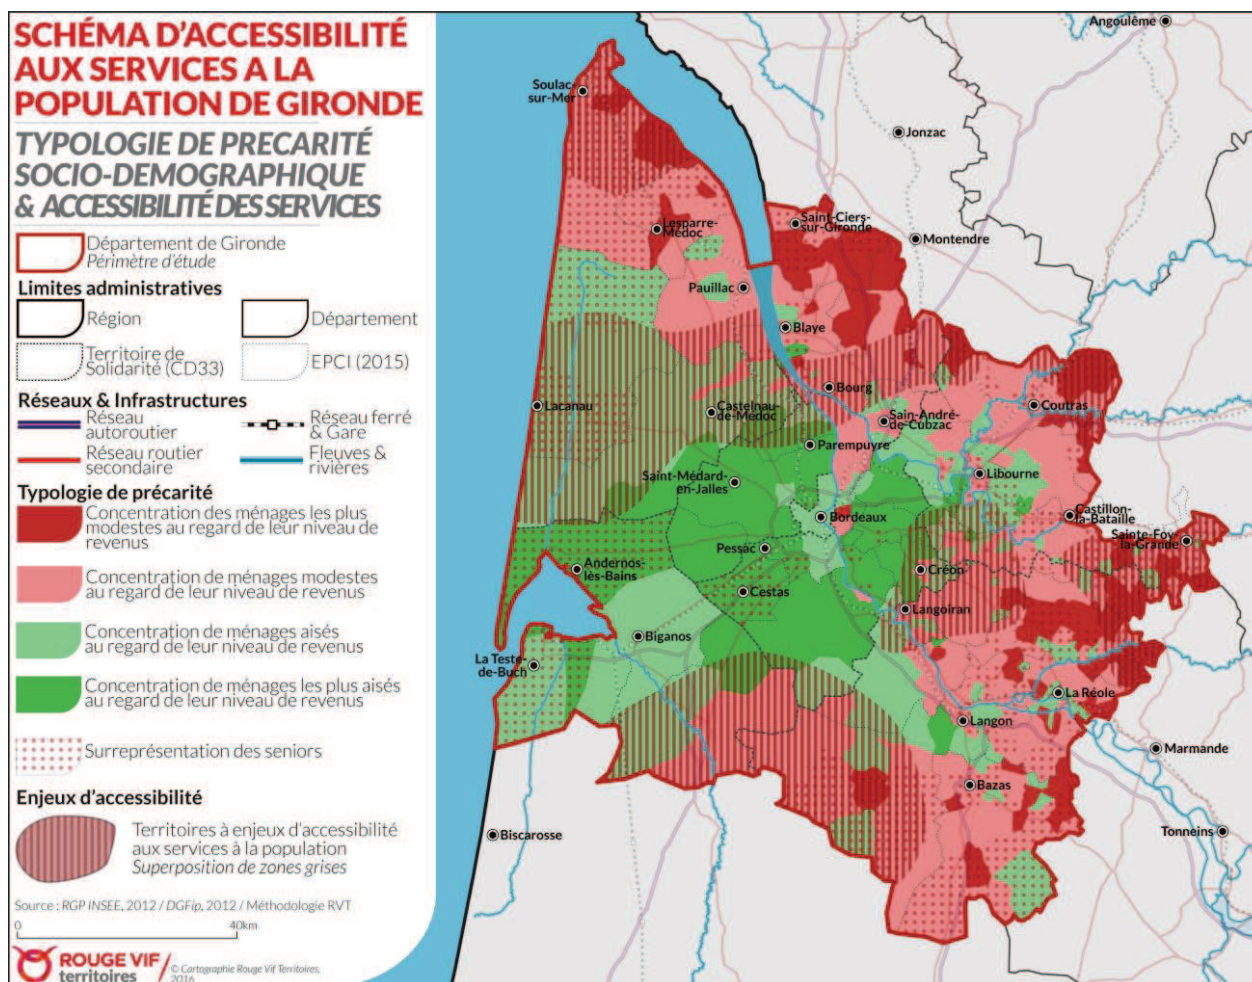 SCHÉMA D'ACCESSIBILITÉ
AUX SERVICES A LA
POPULATION DE GIRONDE
TYPOLOGIE DE PRECARITÉ
SOCIO-DEMOGRAPHIQUE
& ACCESSIBILITÉ DES SERVICES
Département de Gironde
Périmètre d'étude
Limites administratives
Région
Département
Territoire de
Solidarité (CD33)
EPCI (2015)
Réseaux & Infrastructures
Réseau
autoroutier
Réseau ferré
& Gare
Réseau routier
secondaire
Fleuves &
rivières
Typologie de précarité
Concentration des ménages les plus
modestes au regard de leur niveau de
revenus
Concentration de ménages modestes
au regard de leur niveau de revenus
Concentration de ménages aisés
au regard de leur niveau de revenus
Concentration de ménages les plus aisés
au regard de leur niveau de revenus
Surreprésentation des seniors
Enjeux d'accessibilité
Territoires à enjeux d'accessibilité
aux services à la population
Superposition de zones grises
Source : RGP INSEE, 2012 / DGFip, 2012 / Méthodologie RVT
0 40km
ROUGE VIF
territoires
© Cartographie Rouge Vif Territoires,
2016
Angoulême
Soulac-
sur-Mer
Jonzac
Lesparre-
Médoc
Saint-Ciers-
sur-Gironde
Montendre
Pauillac
Blaye
Bourg
Lacanau
Castelnau-
de-Médoc
Sain-André-
de-Cubzac
Coutras
Parempuyre
Saint-Médard-
en-Jalles
Libourne
Bordeaux
Castillon-
la-Bataille
Sainte-Foy-
la-Grande
Pessac
Andernos-
lès-Bains
Créon
Cestas
Langoiran
Biganos
La Teste-
de-Buch
La Réole
Langon
Marmande
Bazas
Biscarosse
Tonneins